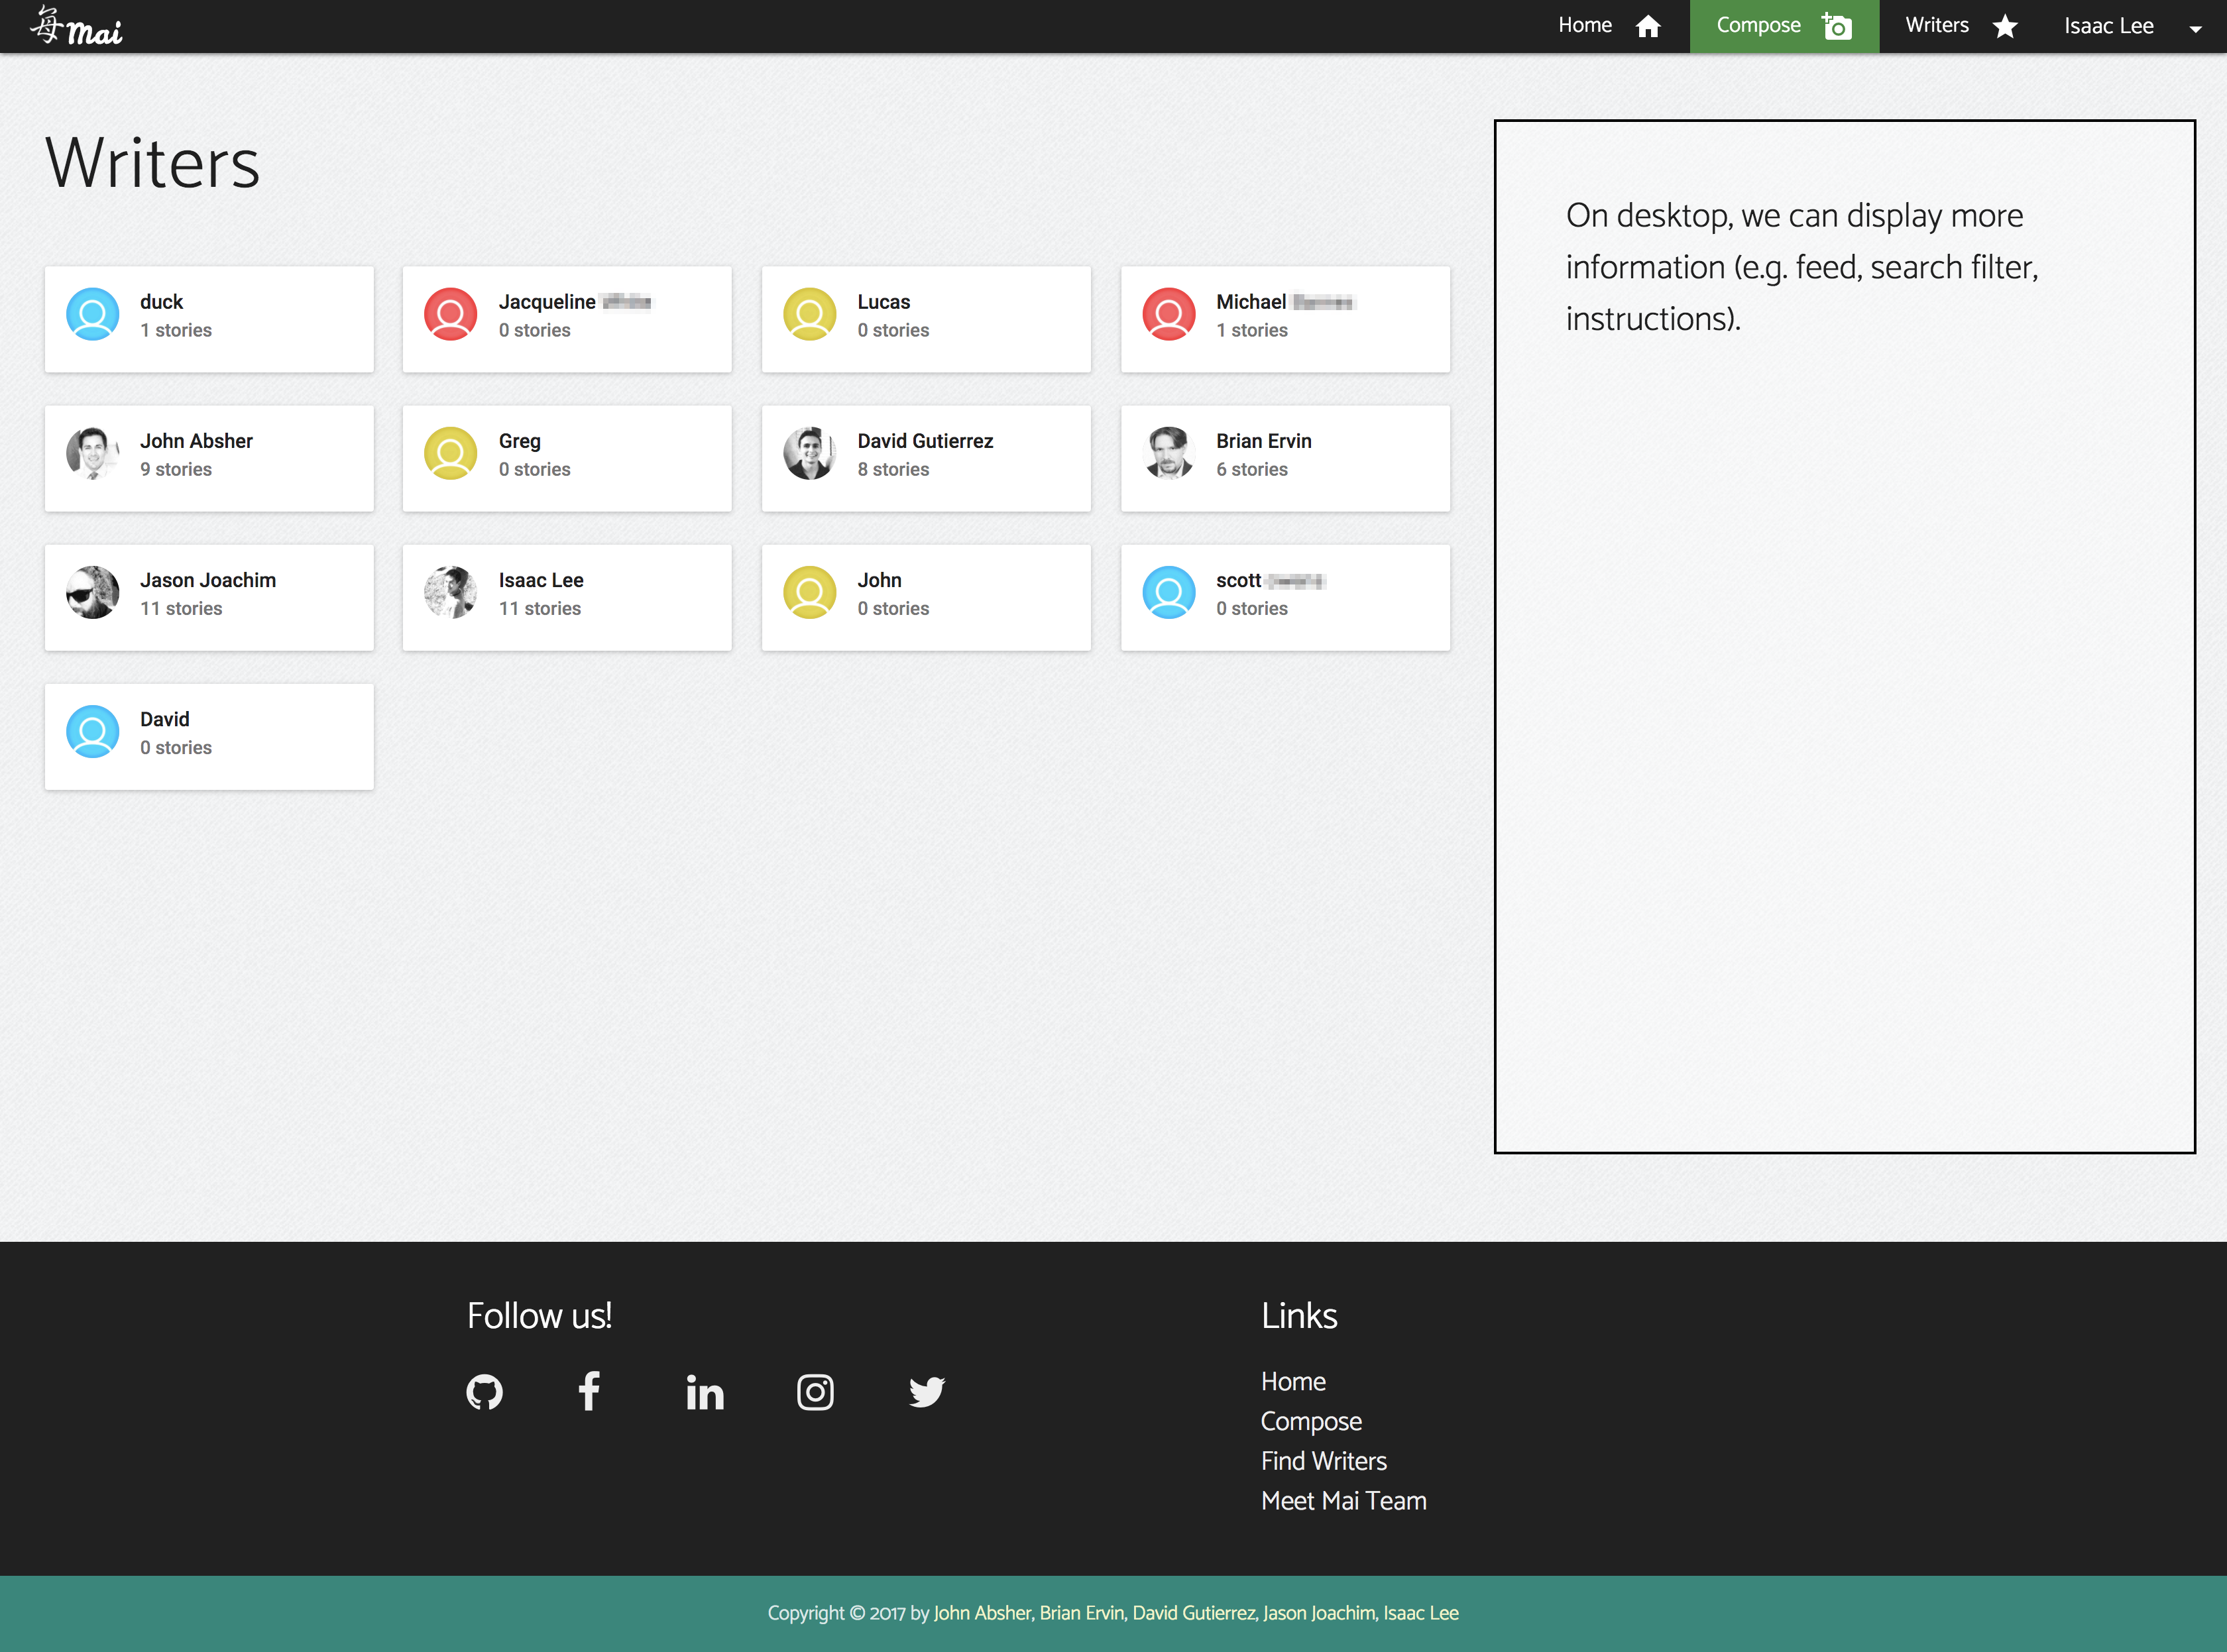 每 Mai
Home
Compose
Writers
Isaac Lee
Writers
duck
1 stories
Jacqueline
0 stories
Lucas
0 stories
Michael
1 stories
John Absher
9 stories
Greg
0 stories
David Gutierrez
8 stories
Brian Ervin
6 stories
Jason Joachim
11 stories
Isaac Lee
11 stories
John
0 stories
scott
0 stories
David
0 stories
On desktop, we can display more
information (e.g. feed, search filter,
instructions).
Follow us!
Links
Home
Compose
Find Writers
Meet Mai Team
Copyright © 2017 by John Absher, Brian Ervin, David Gutierrez, Jason Joachim, Isaac Lee